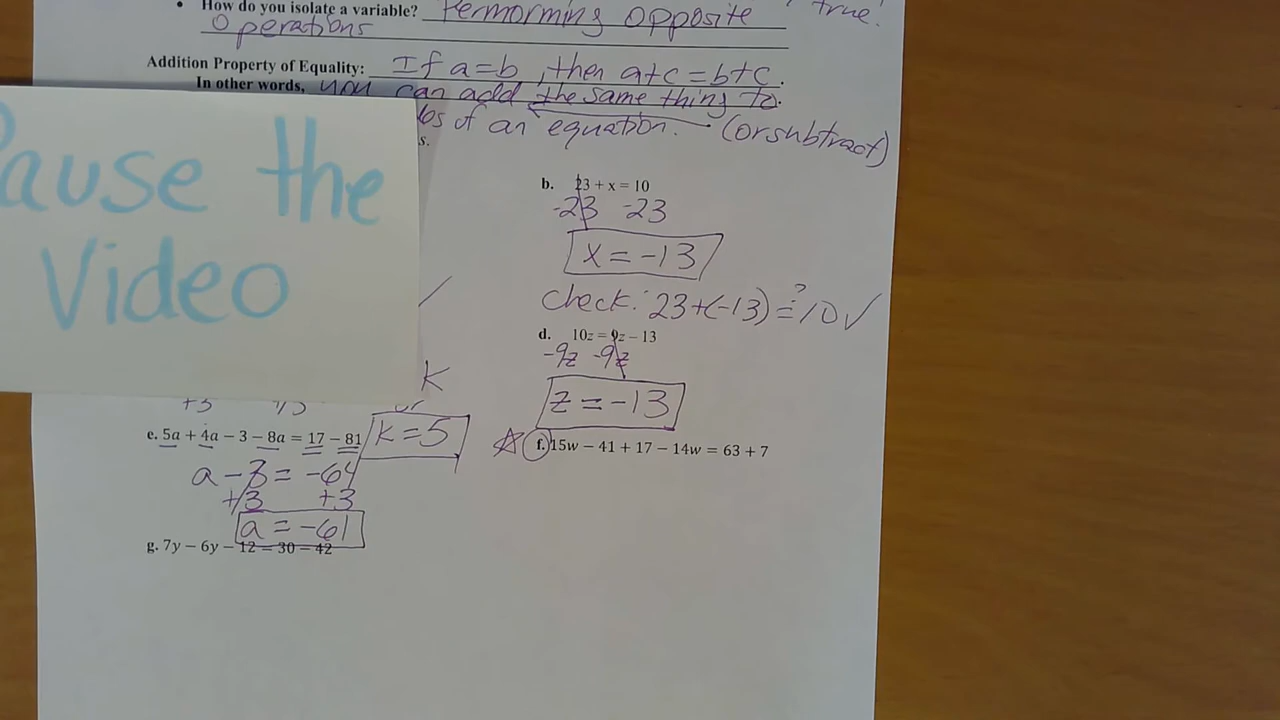 • How do you isolate a variable? Permorming opposite true.
Operations
Addition Property of Equality: If a=b, then a+c=b+c.
In other words, you can add the same thing to
of an equation. (or subtract)
s.
Pause the
Video
b. 23 + x = 10
-23 -23
x = -13
check: 23+(-13) ≟ 10 ✓
d. 10z = 9z – 13
-9z -9z
z = -13
k
or
k = 5
+3 +3
e. 5a + 4a – 3 – 8a = 17 – 81
a - 3 = -64
+3 +3
a = -61
☆ f. 15w – 41 + 17 – 14w = 63 + 7
g. 7y – 6y – 12 = 30 – 42